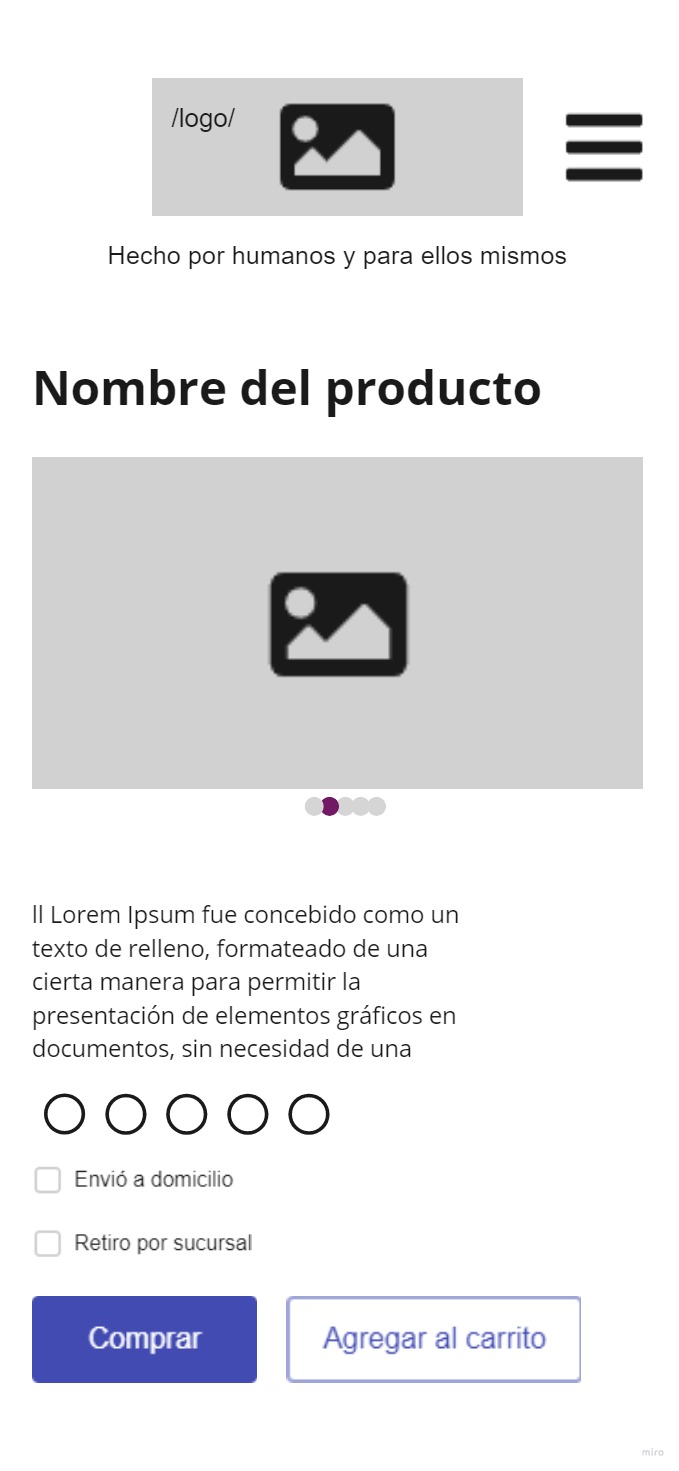 /logo/
Hecho por humanos y para ellos mismos
Nombre del producto
ll Lorem Ipsum fue concebido como un
texto de relleno, formateado de una
cierta manera para permitir la
presentación de elementos gráficos en
documentos, sin necesidad de una
Envió a domicilio
Retiro por sucursal
Comprar
Agregar al carrito
miro